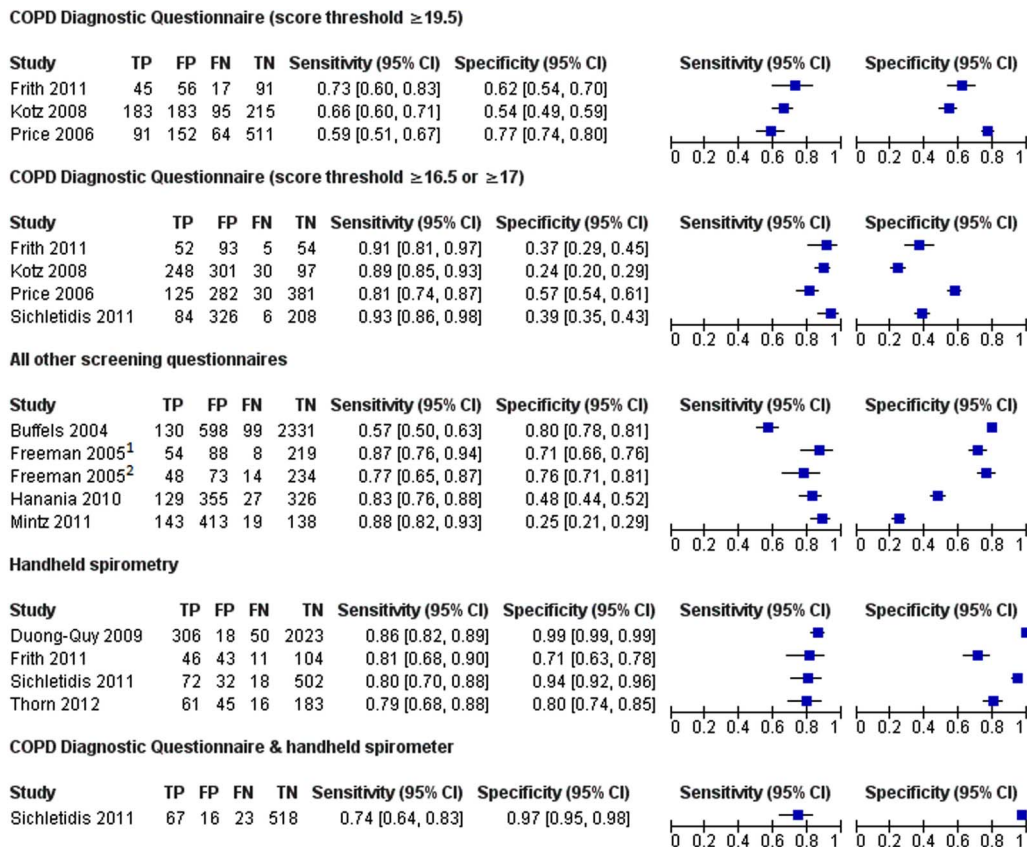 COPD Diagnostic Questionnaire (score threshold ≥19.5)
Study TP FP FN TN Sensitivity (95% CI) Specificity (95% CI) Sensitivity (95% CI) Specificity (95% CI)
Frith 2011 45 56 17 91 0.73 [0.60, 0.83] 0.62 [0.54, 0.70]
Kotz 2008 183 183 95 215 0.66 [0.60, 0.71] 0.54 [0.49, 0.59]
Price 2006 91 152 64 511 0.59 [0.51, 0.67] 0.77 [0.74, 0.80]
0 0.2 0.4 0.6 0.8 1 0 0.2 0.4 0.6 0.8 1
COPD Diagnostic Questionnaire (score threshold ≥16.5 or ≥17)
Study TP FP FN TN Sensitivity (95% CI) Specificity (95% CI) Sensitivity (95% CI) Specificity (95% CI)
Frith 2011 52 93 5 54 0.91 [0.81, 0.97] 0.37 [0.29, 0.45]
Kotz 2008 248 301 30 97 0.89 [0.85, 0.93] 0.24 [0.20, 0.29]
Price 2006 125 282 30 381 0.81 [0.74, 0.87] 0.57 [0.54, 0.61]
Sichletidis 2011 84 326 6 208 0.93 [0.86, 0.98] 0.39 [0.35, 0.43]
0 0.2 0.4 0.6 0.8 1 0 0.2 0.4 0.6 0.8 1
All other screening questionnaires
Study TP FP FN TN Sensitivity (95% CI) Specificity (95% CI) Sensitivity (95% CI) Specificity (95% CI)
Buffels 2004 130 598 99 2331 0.57 [0.50, 0.63] 0.80 [0.78, 0.81]
Freeman 2005¹ 54 88 8 219 0.87 [0.76, 0.94] 0.71 [0.66, 0.76]
Freeman 2005² 48 73 14 234 0.77 [0.65, 0.87] 0.76 [0.71, 0.81]
Hanania 2010 129 355 27 326 0.83 [0.76, 0.88] 0.48 [0.44, 0.52]
Mintz 2011 143 413 19 138 0.88 [0.82, 0.93] 0.25 [0.21, 0.29]
0 0.2 0.4 0.6 0.8 1 0 0.2 0.4 0.6 0.8 1
Handheld spirometry
Study TP FP FN TN Sensitivity (95% CI) Specificity (95% CI) Sensitivity (95% CI) Specificity (95% CI)
Duong-Quy 2009 306 18 50 2023 0.86 [0.82, 0.89] 0.99 [0.99, 0.99]
Frith 2011 46 43 11 104 0.81 [0.68, 0.90] 0.71 [0.63, 0.78]
Sichletidis 2011 72 32 18 502 0.80 [0.70, 0.88] 0.94 [0.92, 0.96]
Thorn 2012 61 45 16 183 0.79 [0.68, 0.88] 0.80 [0.74, 0.85]
0 0.2 0.4 0.6 0.8 1 0 0.2 0.4 0.6 0.8 1
COPD Diagnostic Questionnaire & handheld spirometer
Study TP FP FN TN Sensitivity (95% CI) Specificity (95% CI) Sensitivity (95% CI) Specificity (95% CI)
Sichletidis 2011 67 16 23 518 0.74 [0.64, 0.83] 0.97 [0.95, 0.98]
0 0.2 0.4 0.6 0.8 1 0 0.2 0.4 0.6 0.8 1